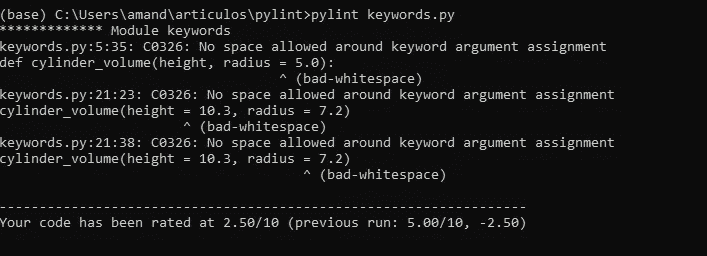 (base) C:\Users\amand\articulos\pylint>pylint keywords.py
************* Module keywords
keywords.py:5:35: C0326: No space allowed around keyword argument assignment
def cylinder_volume(height, radius = 5.0):
                                   ^ (bad-whitespace)
keywords.py:21:23: C0326: No space allowed around keyword argument assignment
cylinder_volume(height = 10.3, radius = 7.2)
                       ^ (bad-whitespace)
keywords.py:21:38: C0326: No space allowed around keyword argument assignment
cylinder_volume(height = 10.3, radius = 7.2)
                                      ^ (bad-whitespace)

------------------------------------------------------------------
Your code has been rated at 2.50/10 (previous run: 5.00/10, -2.50)